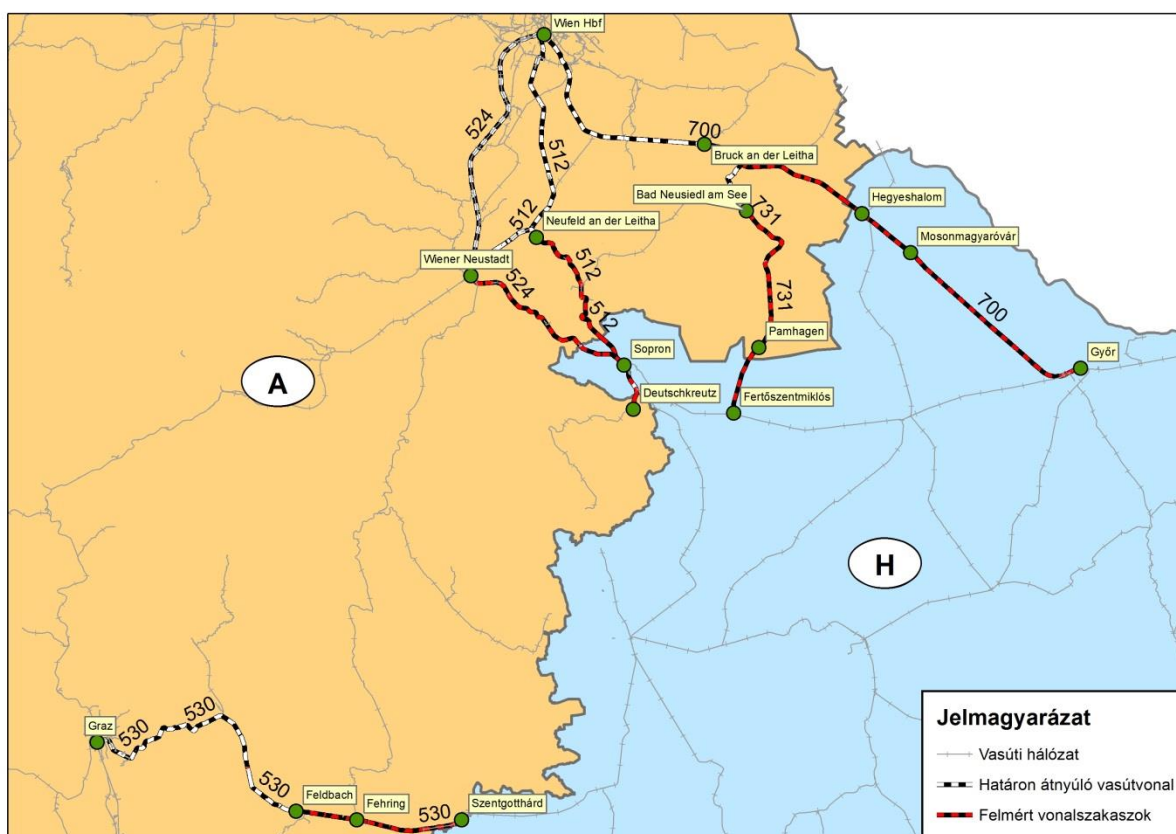 Wien Hbf
524
512
700
Bruck an der Leitha
Bad Neusiedl am See
Hegyeshalom
512
Neufeld an der Leitha
731
Mosonmagyaróvár
Wiener Neustadt
524
512
731
700
512
Pamhagen
Sopron
Győr
A
Deutschkreutz
Fertőszentmiklós
H
530
530
Graz
530
Feldbach
Fehring
530
Szentgotthárd
Jelmagyarázat
Vasúti hálózat
Határon átnyúló vasútvonal
Felmért vonalszakaszok